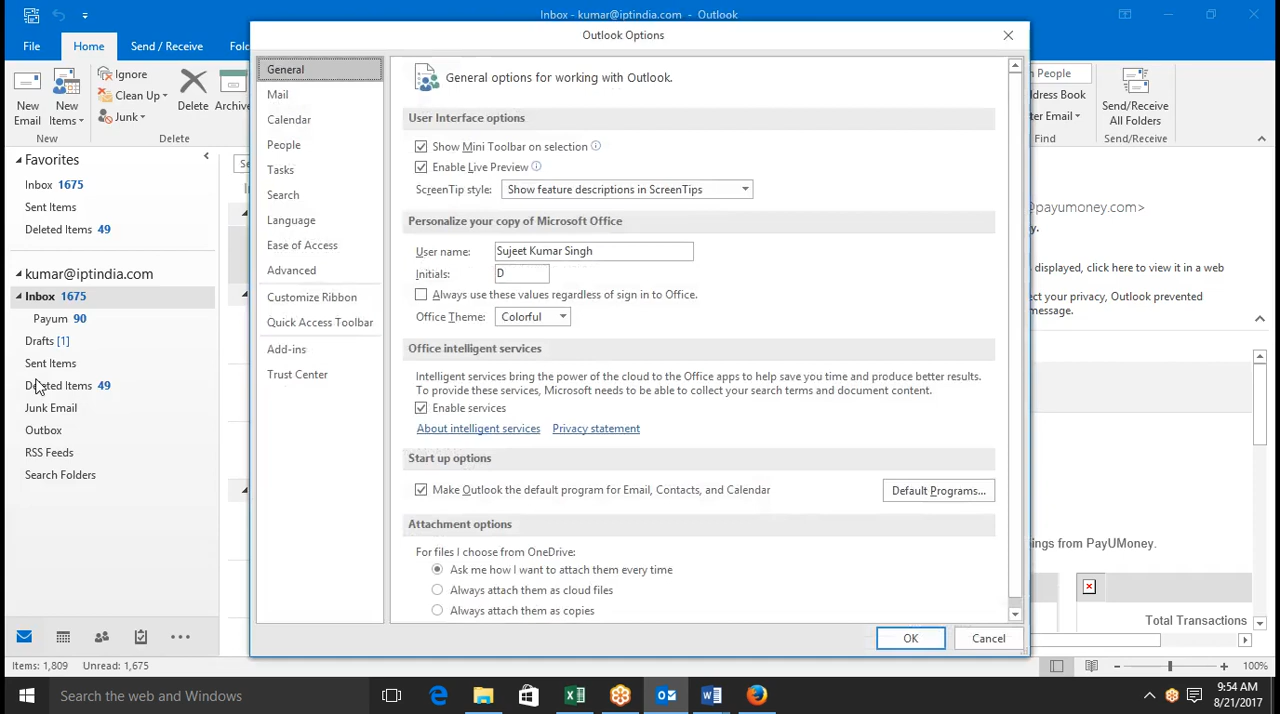 Inbox - kumar@iptindia.com - Outlook
File
Home
Send / Receive
Fol
New Email
New Items
Ignore
Clean Up
Junk
Delete
Archive
New
Delete
People
Address Book
ter Email
Find
Send/Receive All Folders
Send/Receive
Favorites
Inbox 1675
Sent Items
Deleted Items 49
kumar@iptindia.com
Inbox 1675
Payum 90
Drafts [1]
Sent Items
Deleted Items 49
Junk Email
Outbox
RSS Feeds
Search Folders
Outlook Options
General
Mail
Calendar
People
Tasks
Search
Language
Ease of Access
Advanced
Customize Ribbon
Quick Access Toolbar
Add-ins
Trust Center
General options for working with Outlook.
User Interface options
Show Mini Toolbar on selection
Enable Live Preview
ScreenTip style: Show feature descriptions in ScreenTips
Personalize your copy of Microsoft Office
User name: Sujeet Kumar Singh
Initials: D
Always use these values regardless of sign in to Office.
Office Theme: Colorful
Office intelligent services
Intelligent services bring the power of the cloud to the Office apps to help save you time and produce better results.
To provide these services, Microsoft needs to be able to collect your search terms and document content.
Enable services
About intelligent services Privacy statement
Start up options
Make Outlook the default program for Email, Contacts, and Calendar
Default Programs...
Attachment options
For files I choose from OneDrive:
Ask me how I want to attach them every time
Always attach them as cloud files
Always attach them as copies
OK
Cancel
@payumoney.com>
y.
displayed, click here to view it in a web
ect your privacy, Outlook prevented
message.
ngs from PayUMoney.
Total Transactions
Items: 1,809 Unread: 1,675
100%
Search the web and Windows
9:54 AM
8/21/2017